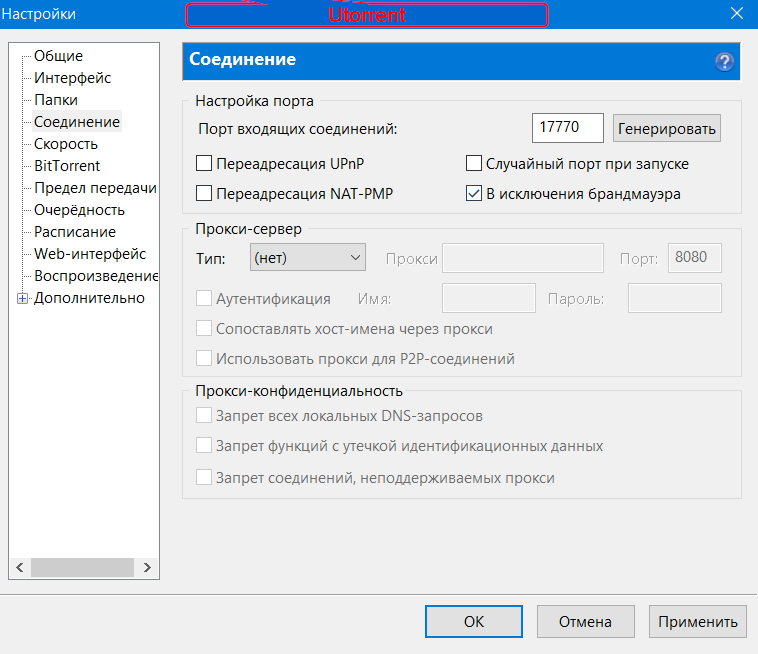 Настройки
Utorrent
Общие
Интерфейс
Папки
Соединение
Скорость
BitTorrent
Предел передачи
Очерёдность
Расписание
Web-интерфейс
Воспроизведение
Дополнительно
Соединение
Настройка порта
Порт входящих соединений: 17770 Генерировать
Переадресация UPnP Случайный порт при запуске
Переадресация NAT-PMP В исключения брандмауэра
Прокси-сервер
Тип: (нет) Прокси Порт: 8080
Аутентификация Имя: Пароль:
Сопоставлять хост-имена через прокси
Использовать прокси для P2P-соединений
Прокси-конфиденциальность
Запрет всех локальных DNS-запросов
Запрет функций с утечкой идентификационных данных
Запрет соединений, неподдерживаемых прокси
OK Отмена Применить